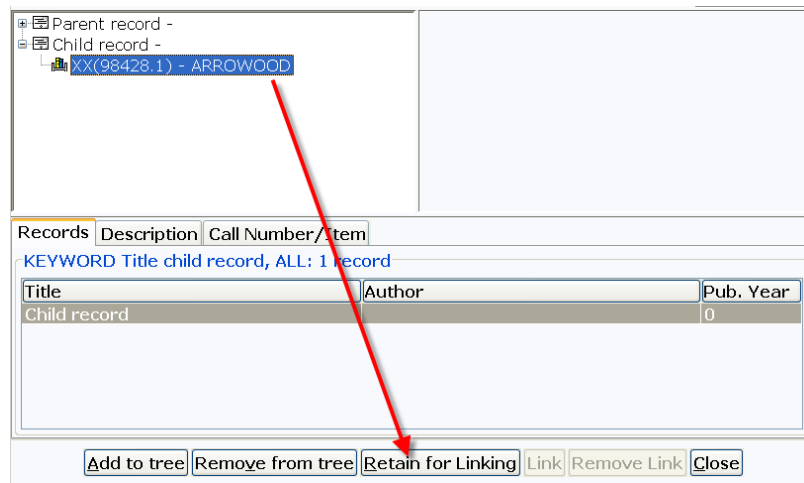 Parent record -
Child record -
XX(98428.1) - ARROWOOD
Records Description Call Number/Item
KEYWORD Title child record, ALL: 1 record
Title Author Pub. Year
Child record 0
Add to tree Remove from tree Retain for Linking Link Remove Link Close